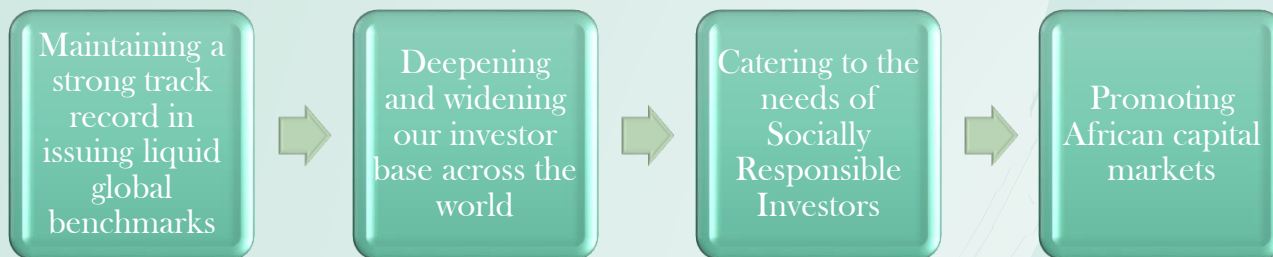 Maintaining a
strong track
record in
issuing liquid
global
benchmarks
Deepening
and widening
our investor
base across the
world
Catering to the
needs of
Socially
Responsible
Investors
Promoting
African capital
markets